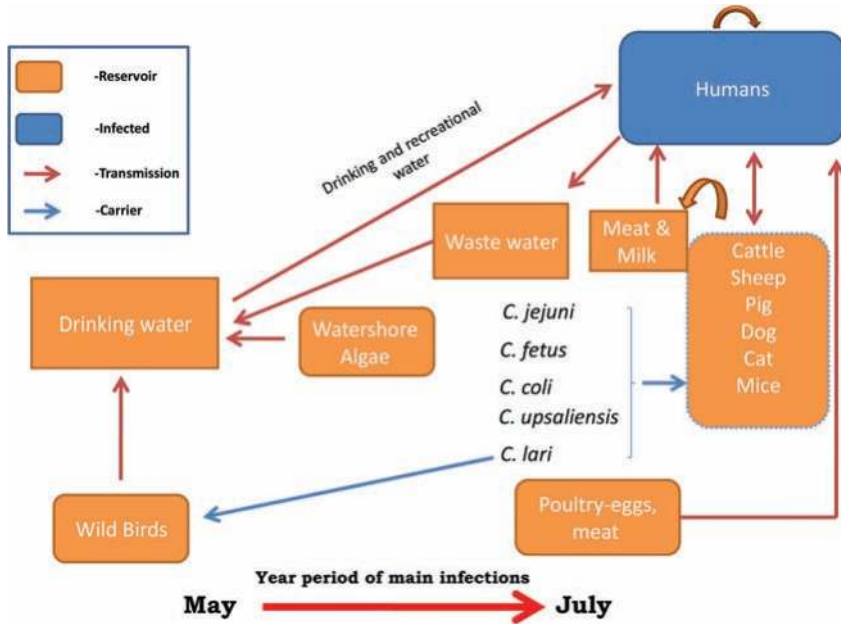 -Reservoir
-Infected
-Transmission
-Carrier
Humans
Drinking and recreational
water
Waste water
Meat &
Milk
Cattle
Sheep
Pig
Dog
Cat
Mice
Drinking water
Watershore
Algae
C. jejuni
C. fetus
C. coli
C. upsaliensis
C. lari
Wild Birds
Poultry-eggs,
meat
Year period of main infections
May
July